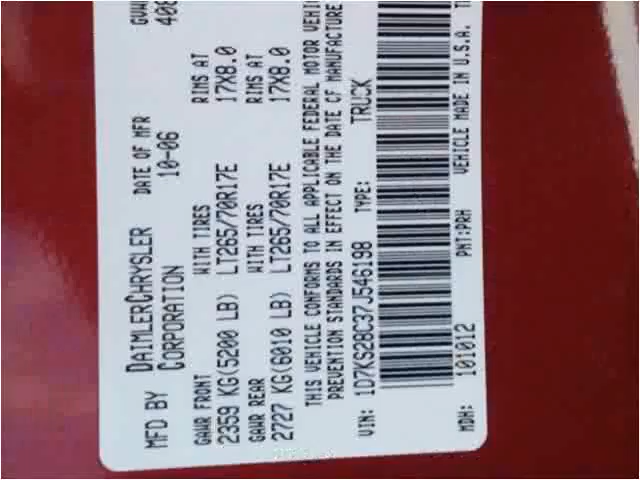 MFD BY DAIMLERCHRYSLER CORPORATION
DATE OF MFR 10-06
GAWR FRONT WITH TIRES RIMS AT
2359 KG(5200 LB) LT265/70R17E 17X8.0
GAWR REAR WITH TIRES RIMS AT
2727 KG(6010 LB) LT265/70R17E 17X8.0
THIS VEHICLE CONFORMS TO ALL APPLICABLE FEDERAL MOTOR
PREVENTION STANDARDS IN EFFECT ON THE DATE OF MANUFACTURE
VIN: 1D7KS28C37J546198 TYPE: TRUCK
MDH: 101012 PNT:PRH VEHICLE MADE IN U.S.A.